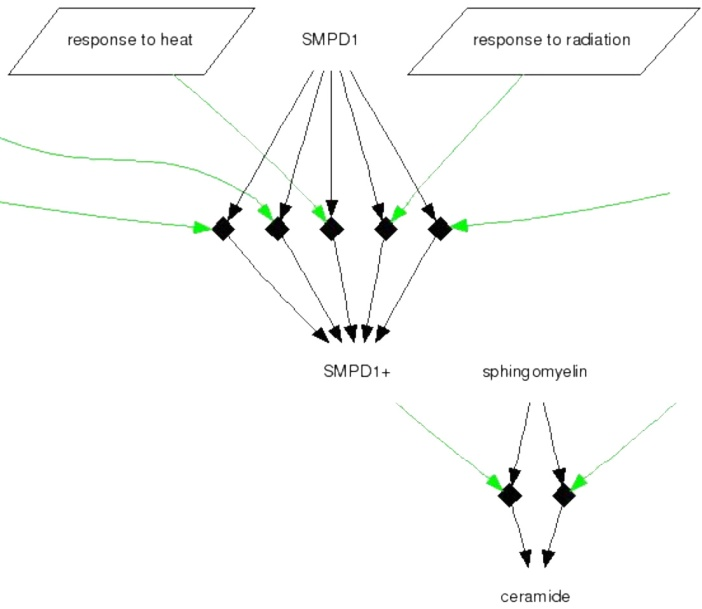 response to heat
SMPD1
response to radiation
SMPD1+
sphingomyelin
ceramide